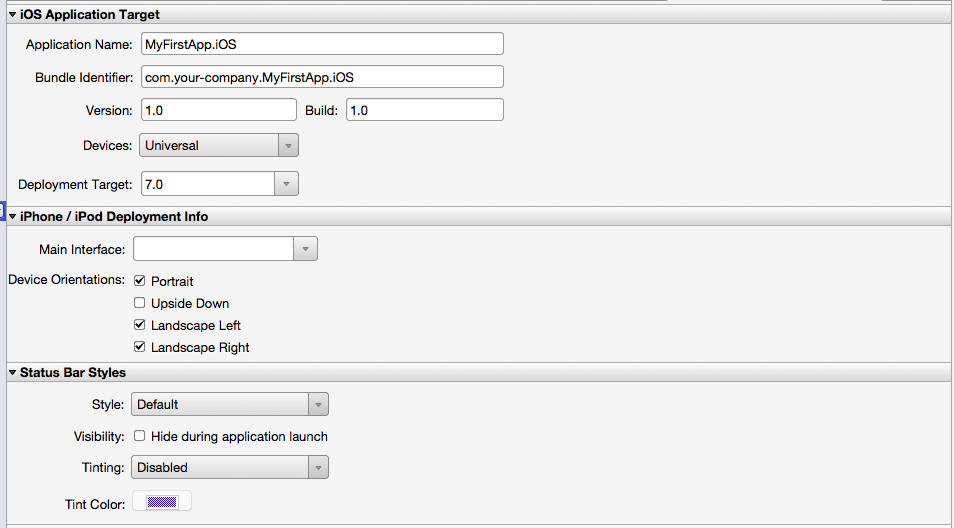 iOS Application Target
Application Name: MyFirstApp.iOS
Bundle Identifier: com.your-company.MyFirstApp.iOS
Version: 1.0 Build: 1.0
Devices: Universal
Deployment Target: 7.0
iPhone / iPod Deployment Info
Main Interface:
Device Orientations: Portrait
Upside Down
Landscape Left
Landscape Right
Status Bar Styles
Style: Default
Visibility: Hide during application launch
Tinting: Disabled
Tint Color: